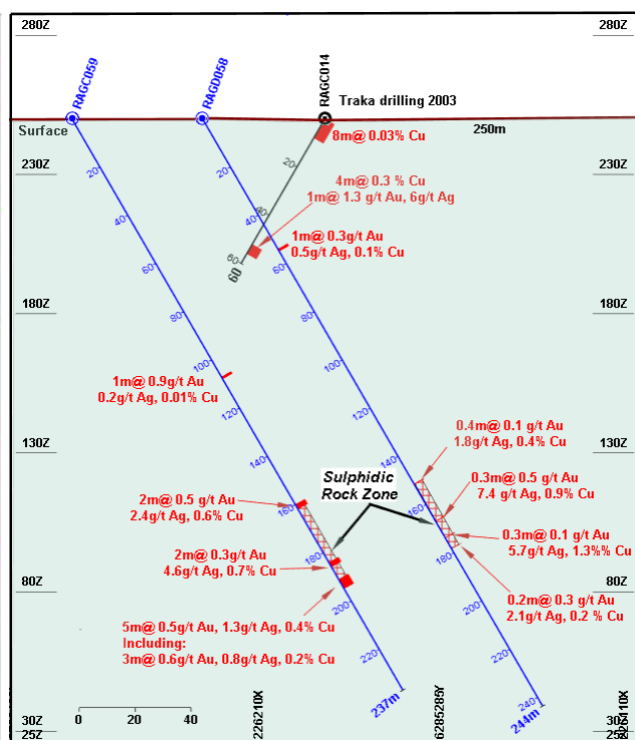 280Z
280Z
RAGC059
RAGD058
RAGC014
Traka drilling 2003
Surface
250m
8m@ 0.03% Cu
20
20
20
230Z
230Z
4m@ 0.3 % Cu
1m@ 1.3 g/t Au, 6g/t Ag
40
40
40
1m@ 0.3g/t Au
0.5g/t Ag, 0.1% Cu
60
60
60
60
180Z
180Z
80
80
100
100
1m@ 0.9g/t Au
0.2g/t Ag, 0.01% Cu
120
120
0.4m@ 0.1 g/t Au
1.8g/t Ag, 0.4% Cu
130Z
130Z
140
140
Sulphidic
Rock Zone
0.3m@ 0.5 g/t Au
7.4 g/t Ag, 0.9% Cu
2m@ 0.5 g/t Au
2.4g/t Ag, 0.6% Cu
160
160
0.3m@ 0.1 g/t Au
5.7g/t Ag, 1.3%% Cu
2m@ 0.3g/t Au
4.6g/t Ag, 0.7% Cu
180
180
80Z
80Z
0.2m@ 0.3 g/t Au
2.1g/t Ag, 0.2 % Cu
200
200
5m@ 0.5g/t Au, 1.3g/t Ag, 0.4% Cu
Including:
3m@ 0.6g/t Au, 0.8g/t Ag, 0.2% Cu
220
220
237m
240
244m
0 20 40
226210X
6285285Y
30Z
25Z
30Z
25Z